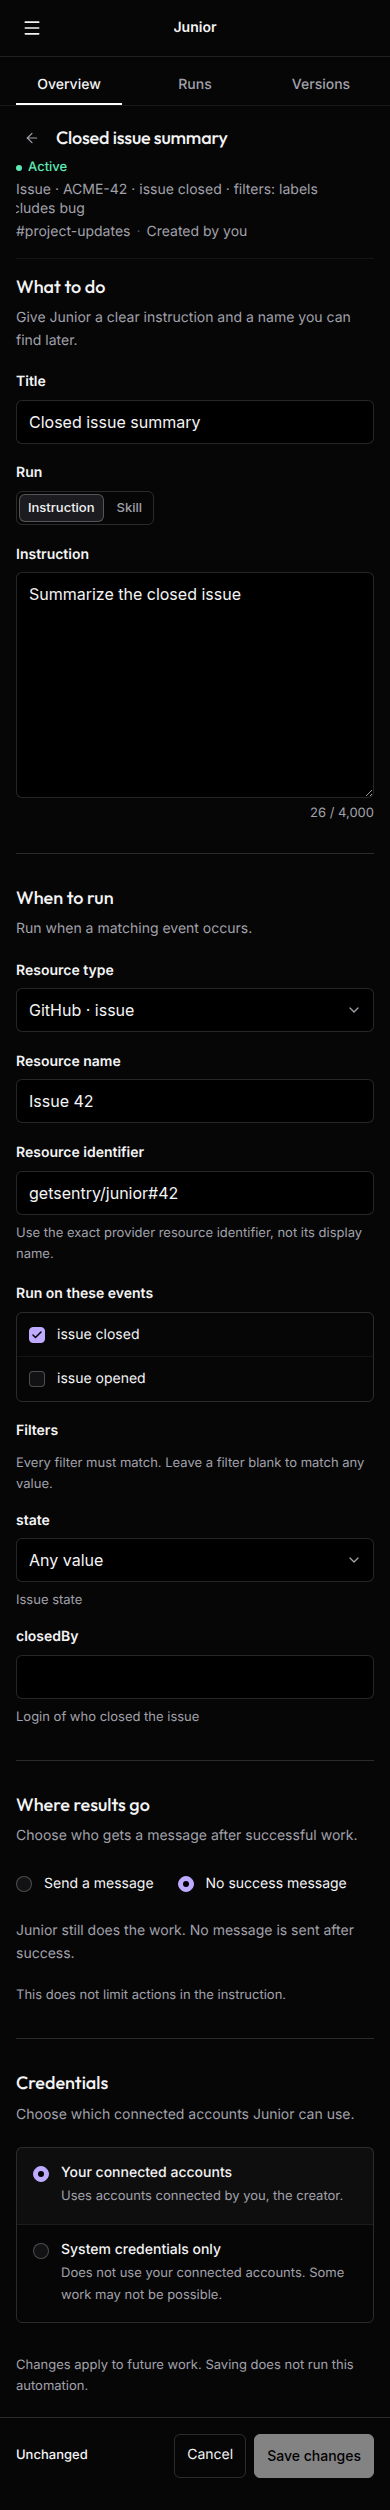 Junior
Overview
Runs
Versions
Closed issue summary
Active
Issue · ACME-42 · issue closed · filters: labels
cludes bug
#project-updates · Created by you
What to do
Give Junior a clear instruction and a name you can
find later.
Title
Closed issue summary
Run
Instruction
Skill
Instruction
Summarize the closed issue
26 / 4,000
When to run
Run when a matching event occurs.
Resource type
GitHub · issue
Resource name
Issue 42
Resource identifier
getsentry/junior#42
Use the exact provider resource identifier, not its display
name.
Run on these events
issue closed
issue opened
Filters
Every filter must match. Leave a filter blank to match any
value.
state
Any value
Issue state
closedBy
Login of who closed the issue
Where results go
Choose who gets a message after successful work.
Send a message
No success message
Junior still does the work. No message is sent after
success.
This does not limit actions in the instruction.
Credentials
Choose which connected accounts Junior can use.
Your connected accounts
Uses accounts connected by you, the creator.
System credentials only
Does not use your connected accounts. Some
work may not be possible.
Changes apply to future work. Saving does not run this
automation.
Unchanged
Cancel
Save changes